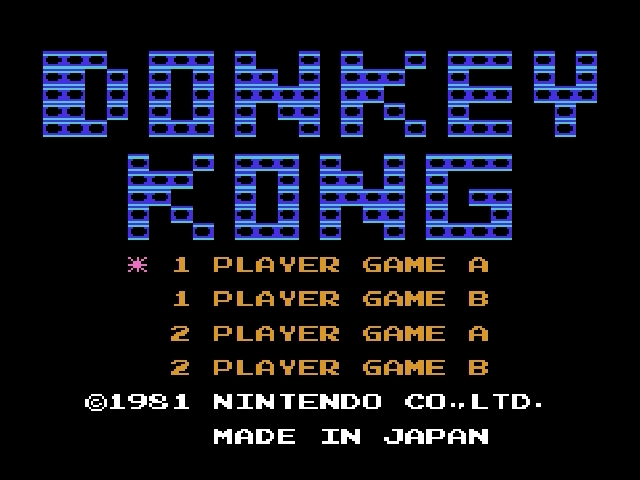 DONKEY
KONG
1 PLAYER GAME A
1 PLAYER GAME B
2 PLAYER GAME A
2 PLAYER GAME B
©1981 NINTENDO CO.,LTD.
MADE IN JAPAN